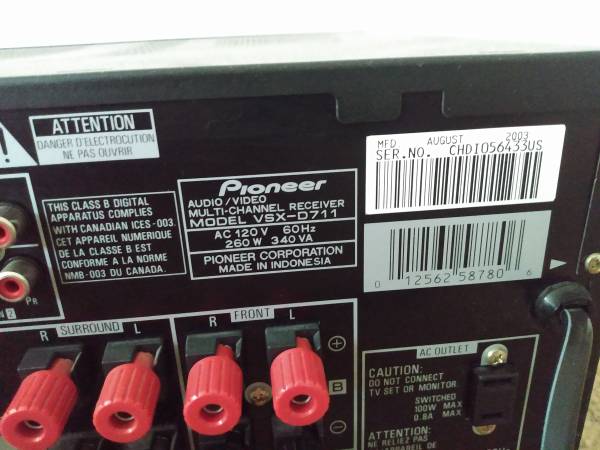 ATTENTION
DANGER D'ELECTROCUTION
NE PAS OUVRIR
THIS CLASS B DIGITAL
APPARATUS COMPLIES
WITH CANADIAN ICES-003.
CET APPAREIL NUMERIQUE
DE LA CLASSE B EST
CONFORME A LA NORME
NMB-003 DU CANADA.
Pioneer
AUDIO/VIDEO
MULTI-CHANNEL RECEIVER
MODEL VSX-D711
AC 120V 60Hz
260W 340VA
PIONEER CORPORATION
MADE IN INDONESIA
MFD. AUGUST 2003
SER.NO. CHDI056433US
0 12562 58780 6
PR
R SURROUND L
R FRONT L
B
AC OUTLET
CAUTION:
DO NOT CONNECT
TV SET OR MONITOR.
SWITCHED
100W MAX
0.8A MAX
ATTENTION:
NE RELIEZ PAS